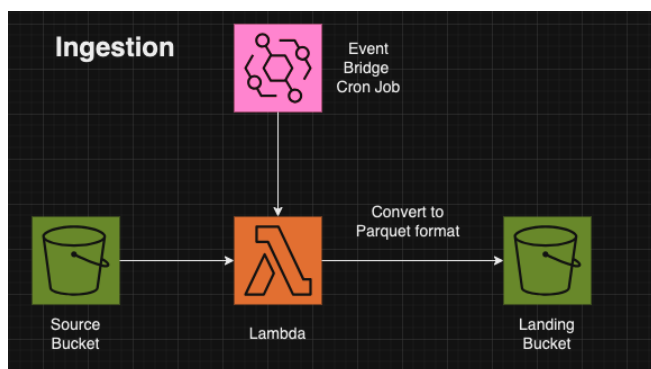 Ingestion
Event
Bridge
Cron Job
Convert to
Parquet format
Source
Bucket
Lambda
Landing
Bucket